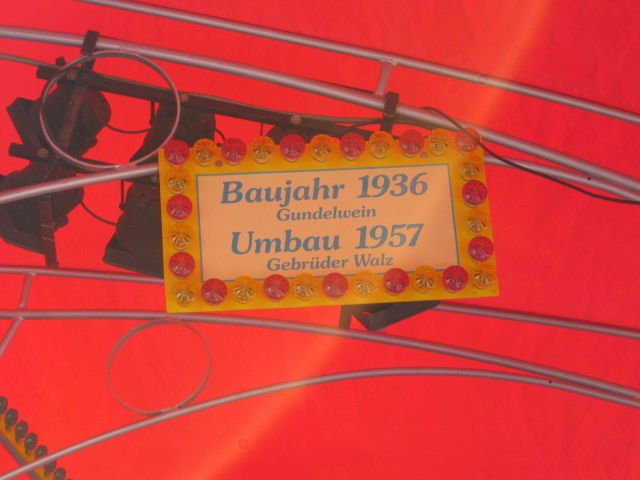 Baujahr 1936
Gundelwein
Umbau 1957
Gebrüder Walz